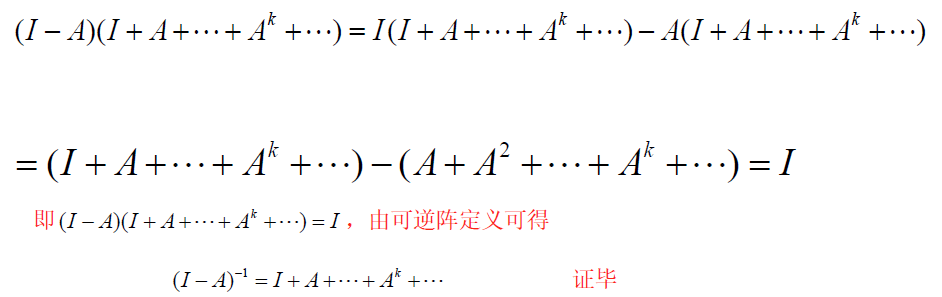 (I − A)(I + A + ⋯ + A^k + ⋯) = I(I + A + ⋯ + A^k + ⋯) − A(I + A + ⋯ + A^k + ⋯)
= (I + A + ⋯ + A^k + ⋯) − (A + A^2 + ⋯ + A^k + ⋯) = I
即 (I − A)(I + A + ⋯ + A^k + ⋯) = I ，由可逆阵定义可得
(I − A)^{-1} = I + A + ⋯ + A^k + ⋯ 证毕